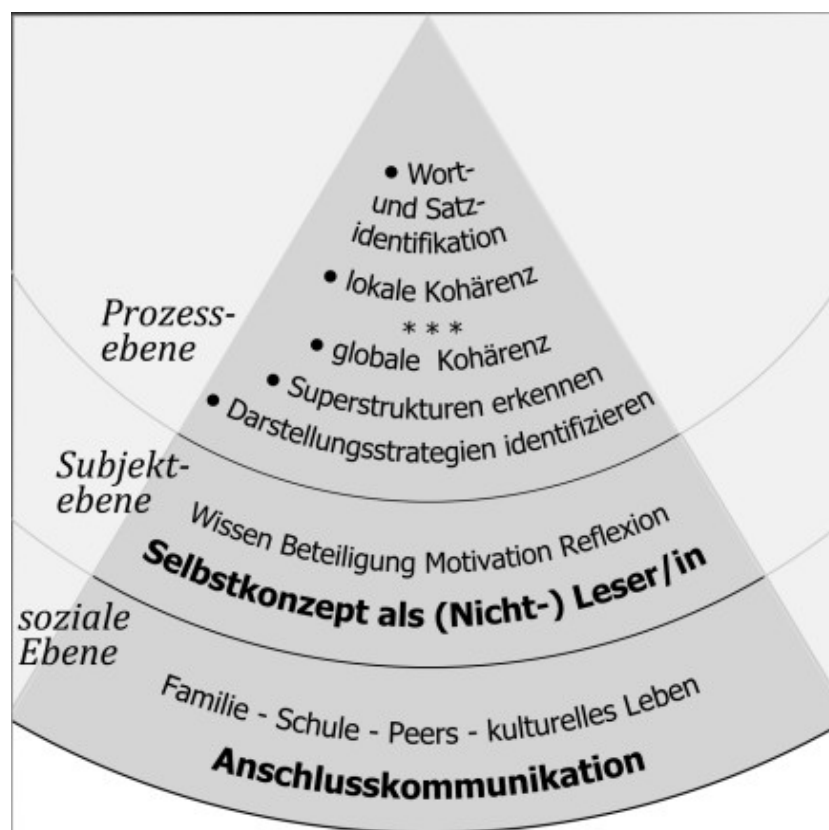 • Wort-
und Satz-
identifikation
• lokale Kohärenz
* * *
• globale Kohärenz
• Superstrukturen erkennen
• Darstellungsstrategien identifizieren
Prozess-
ebene
Wissen Beteiligung Motivation Reflexion
Selbstkonzept als (Nicht-) Leser/in
Subjekt-
ebene
Familie - Schule - Peers - kulturelles Leben
Anschlusskommunikation
soziale
Ebene